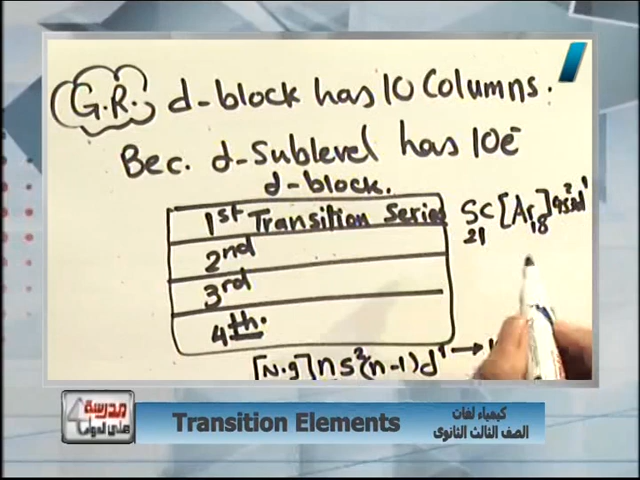 G.R. d-block has 10 Columns.
Bec. d-Sublevel has 10e-
d-block.
1st Transition Series
2nd
3rd
4th.
Sc 21 [Ar]18 4s2 3d1
[N.g] ns2(n-1)d1 →
مدرسة
على الهواء
Transition Elements
كيمياء لغات
الصف الثالث الثانوى